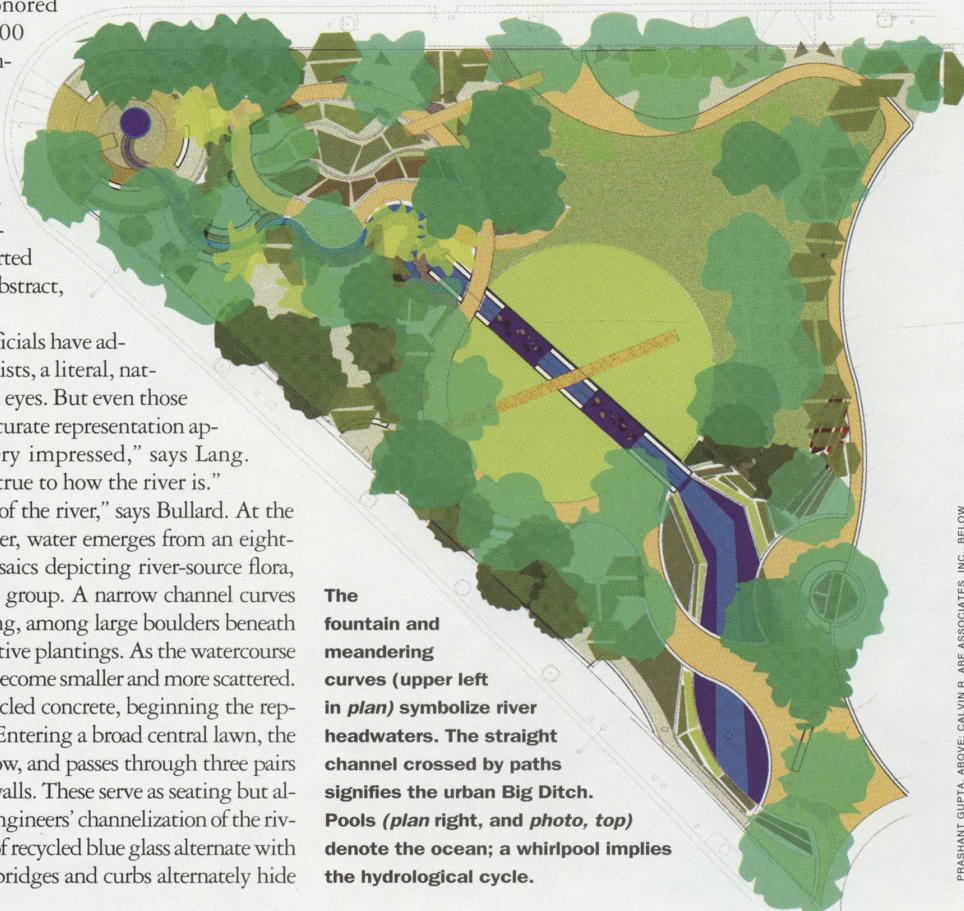 onored
00
n-
-
rted
bstract,
ficials have ad-
ists, a literal, nat-
eyes. But even those
curate representation ap-
ery impressed,” says Lang.
true to how the river is.”
of the river,” says Bullard. At the
er, water emerges from an eight-
saics depicting river-source flora,
group. A narrow channel curves
ng, among large boulders beneath
tive plantings. As the watercourse
ecome smaller and more scattered.
cled concrete, beginning the rep-
Entering a broad central lawn, the
ow, and passes through three pairs
walls. These serve as seating but al-
ngineers’ channelization of the riv-
of recycled blue glass alternate with
bridges and curbs alternately hide
The
fountain and
meandering
curves (upper left
in plan) symbolize river
headwaters. The straight
channel crossed by paths
signifies the urban Big Ditch.
Pools (plan right, and photo, top)
denote the ocean; a whirlpool implies
the hydrological cycle.
PRASHANT GUPTA, ABOVE; CALVIN R. ABE ASSOCIATES, INC., BELOW